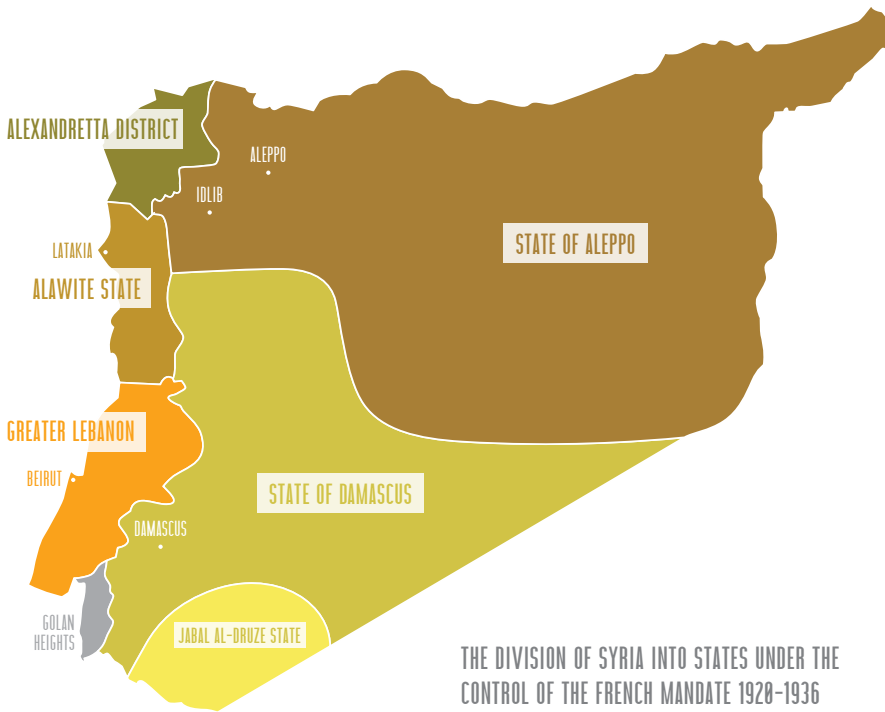 ALEXANDRETTA DISTRICT
ALEPPO
IDLIB
STATE OF ALEPPO
LATAKIA
ALAWITE STATE
GREATER LEBANON
BEIRUT
STATE OF DAMASCUS
DAMASCUS
GOLAN
HEIGHTS
JABAL AL-DRUZE STATE
THE DIVISION OF SYRIA INTO STATES UNDER THE
CONTROL OF THE FRENCH MANDATE 1920-1936